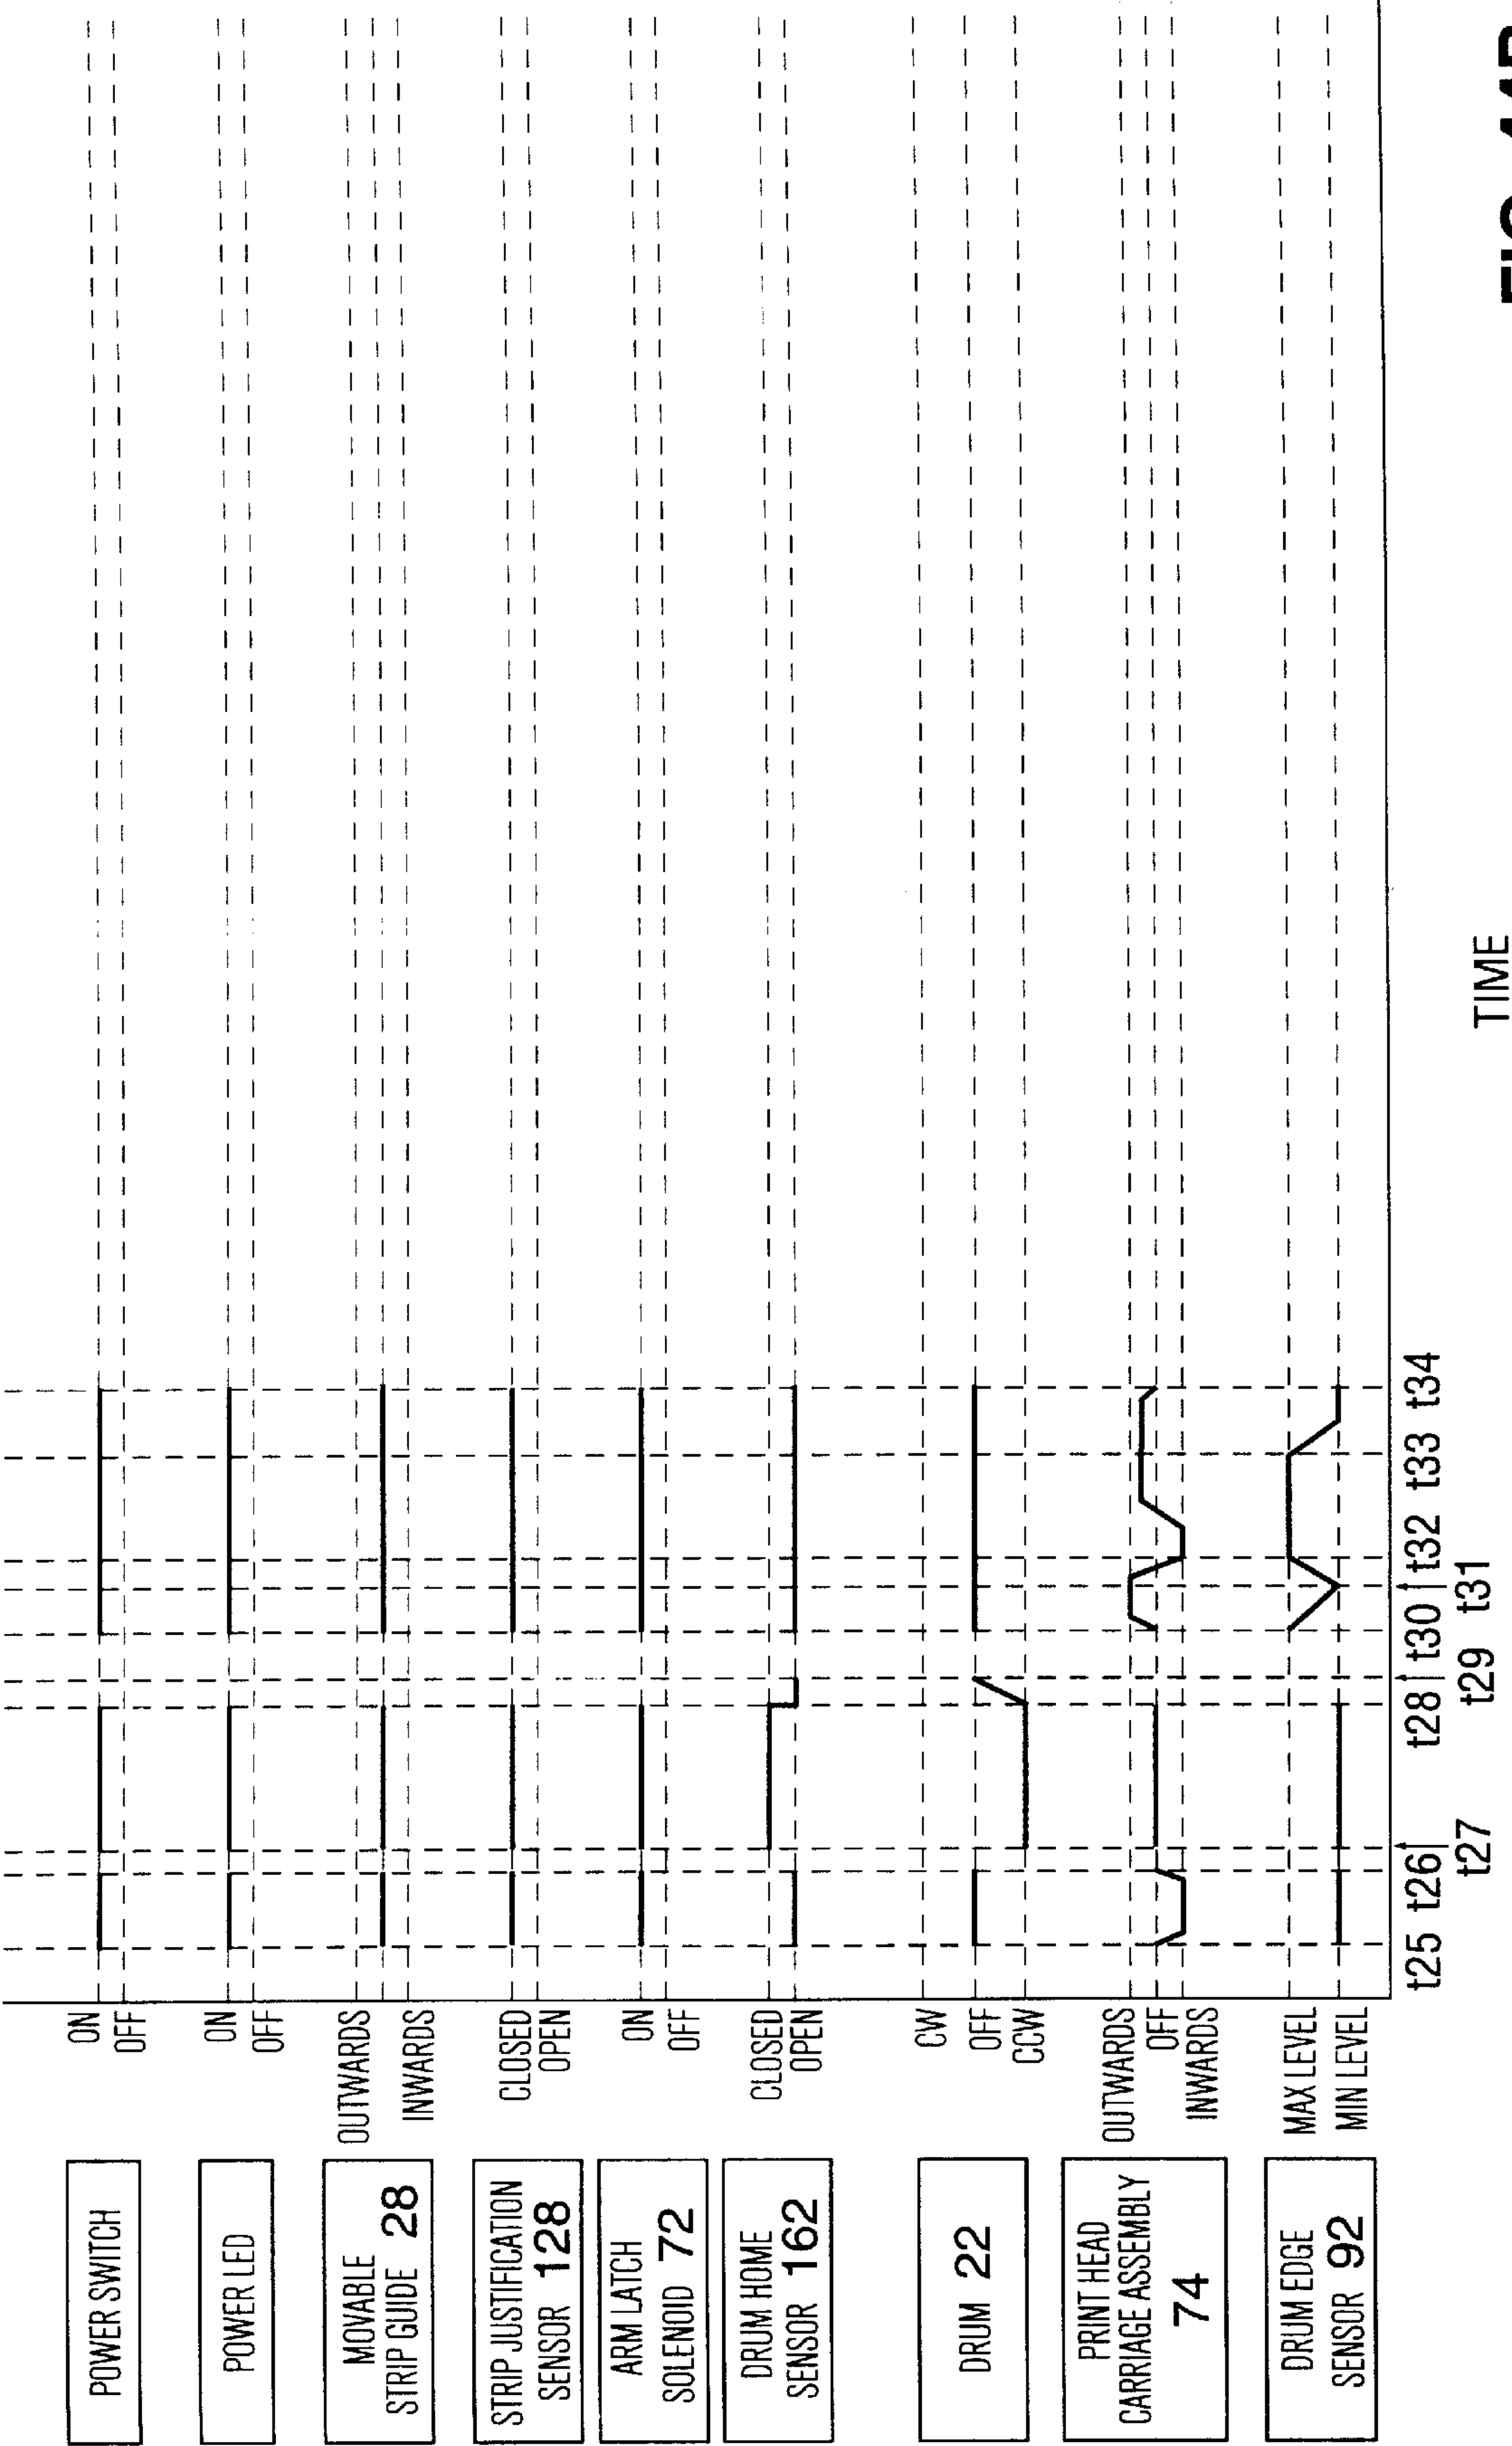 POWER SWITCH
ON
OFF
POWER LED
ON
OFF
MOVABLE
STRIP GUIDE 28
OUTWARDS
INWARDS
STRIP JUSTIFICATION
SENSOR 128
CLOSED
OPEN
ARM LATCH
SOLENOID 72
ON
OFF
DRUM HOME
SENSOR 162
CLOSED
OPEN
DRUM 22
CW
OFF
CCW
PRINT HEAD
CARRIAGE ASSEMBLY
74
OUTWARDS
OFF
INWARDS
DRUM EDGE
SENSOR 92
MAX LEVEL
MIN LEVEL
t25 t26 t28 t30 t32 t33 t34
t27 t29 t31
TIME